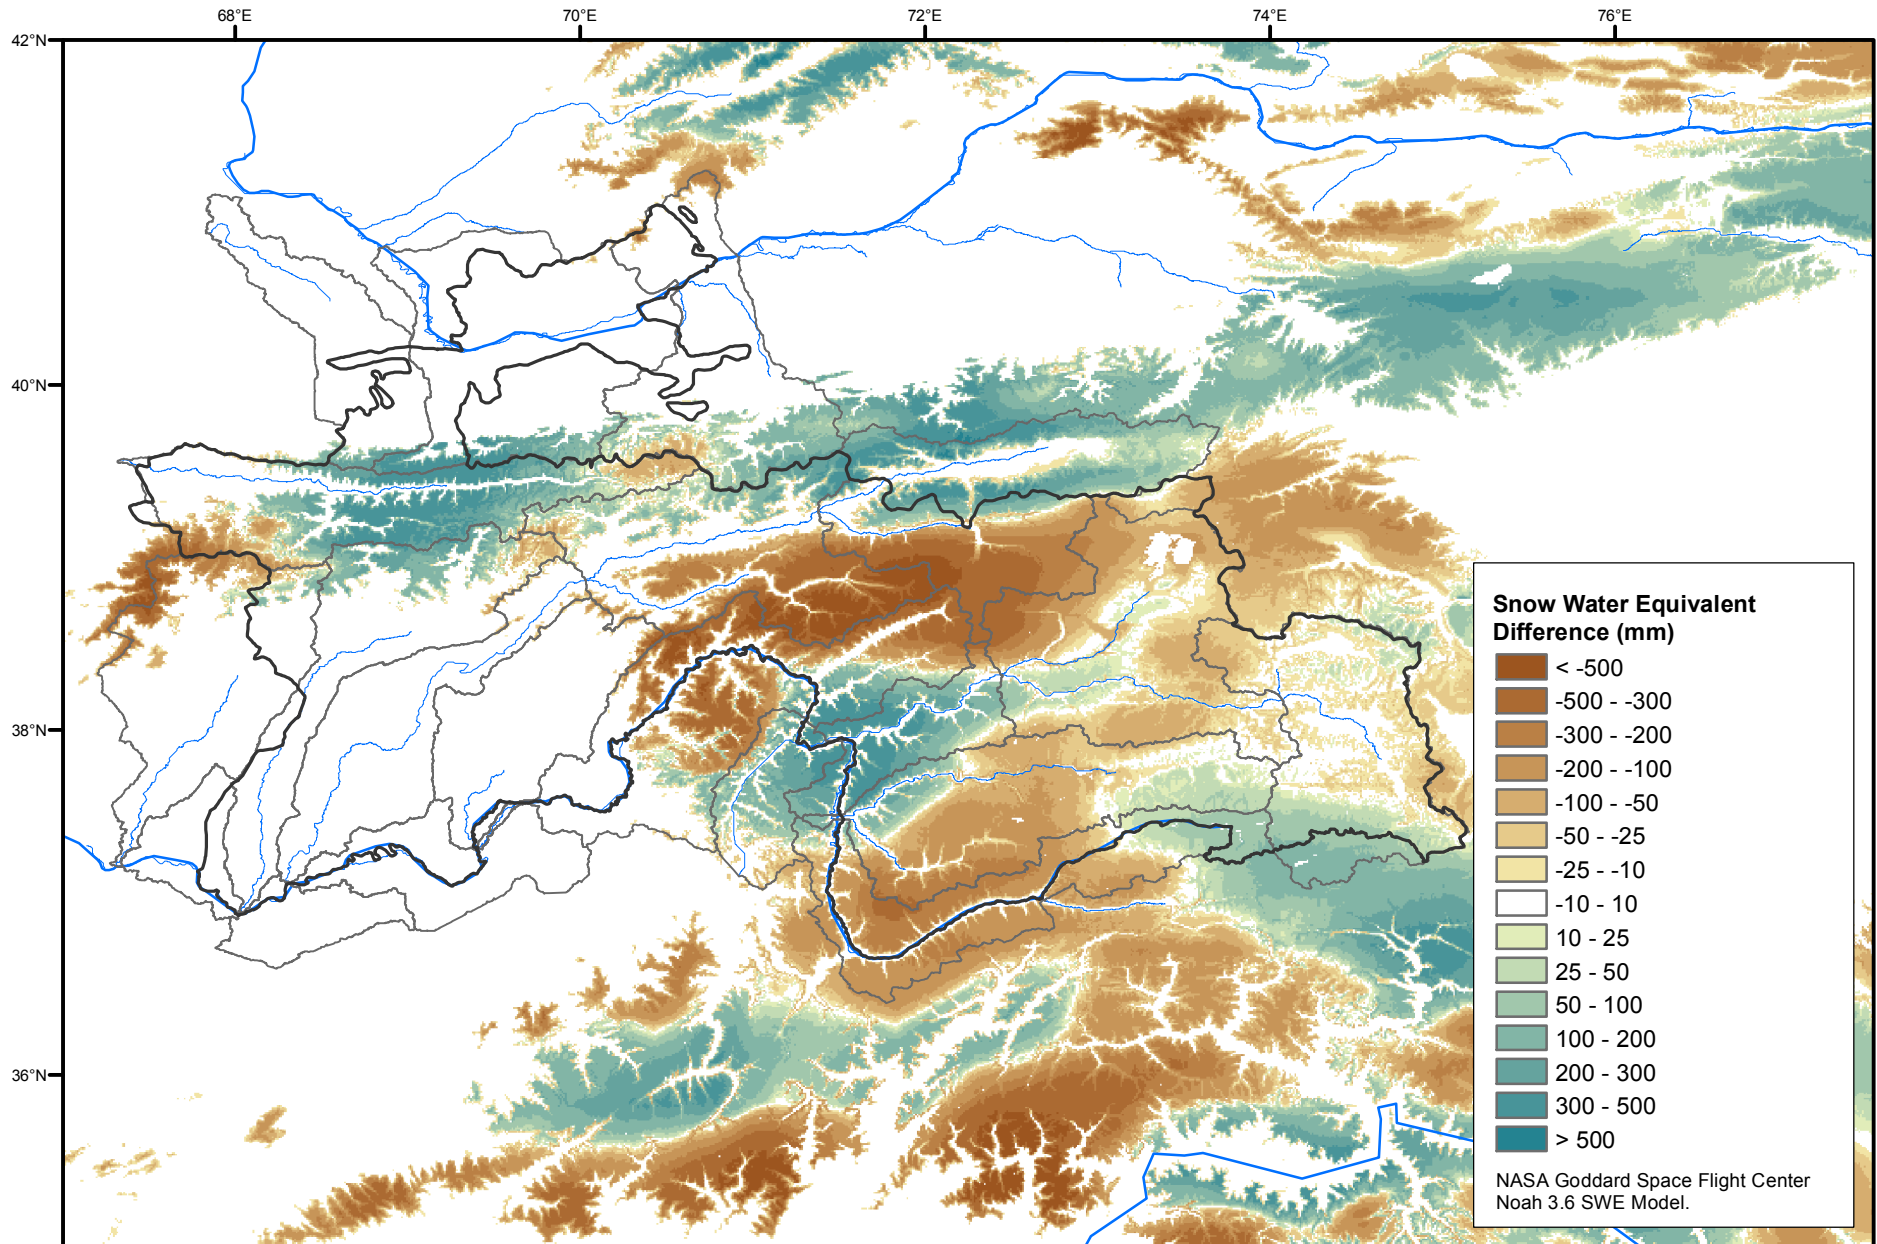 68°E
70°E
72°E
74°E
76°E
42°N
40°N
38°N
36°N
Snow Water Equivalent
Difference (mm)
< -500
-500 - -300
-300 - -200
-200 - -100
-100 - -50
-50 - -25
-25 - -10
-10 - 10
10 - 25
25 - 50
50 - 100
100 - 200
200 - 300
300 - 500
> 500
NASA Goddard Space Flight Center
Noah 3.6 SWE Model.